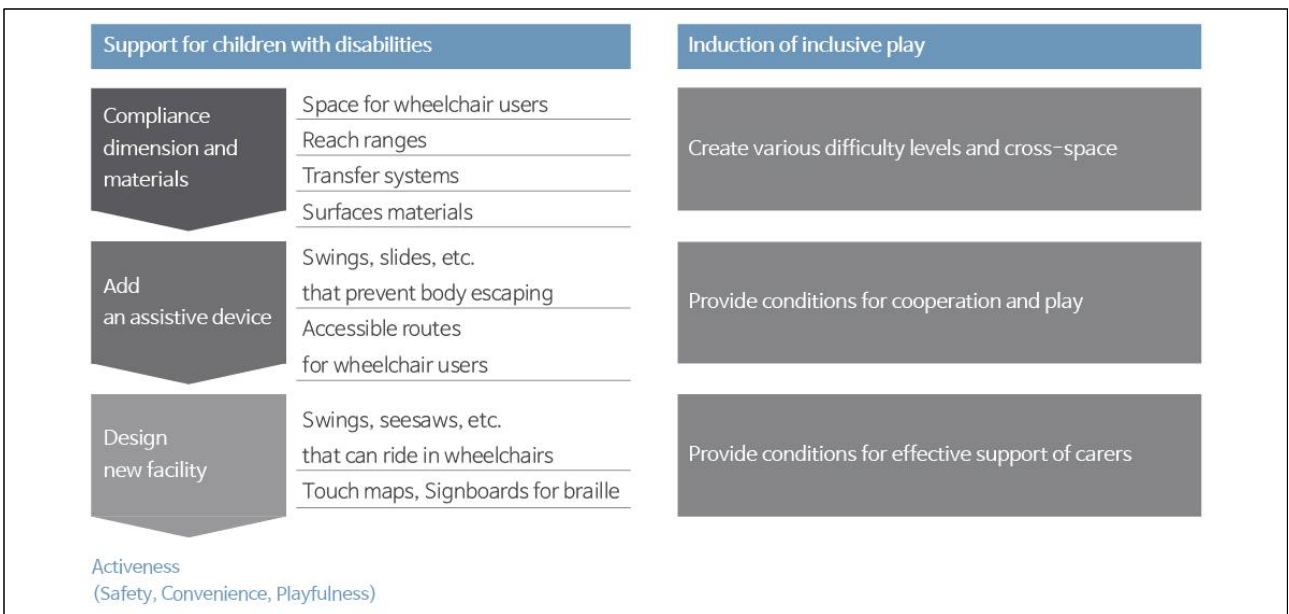 Support for children with disabilities
Compliance
dimension and
materials
Space for wheelchair users
Reach ranges
Transfer systems
Surfaces materials
Add
an assistive device
Swings, slides, etc.
that prevent body escaping
Accessible routes
for wheelchair users
Design
new facility
Swings, seesaws, etc.
that can ride in wheelchairs
Touch maps, Signboards for braille
Activeness
(Safety, Convenience, Playfulness)
Induction of inclusive play
Create various difficulty levels and cross-space
Provide conditions for cooperation and play
Provide conditions for effective support of carers